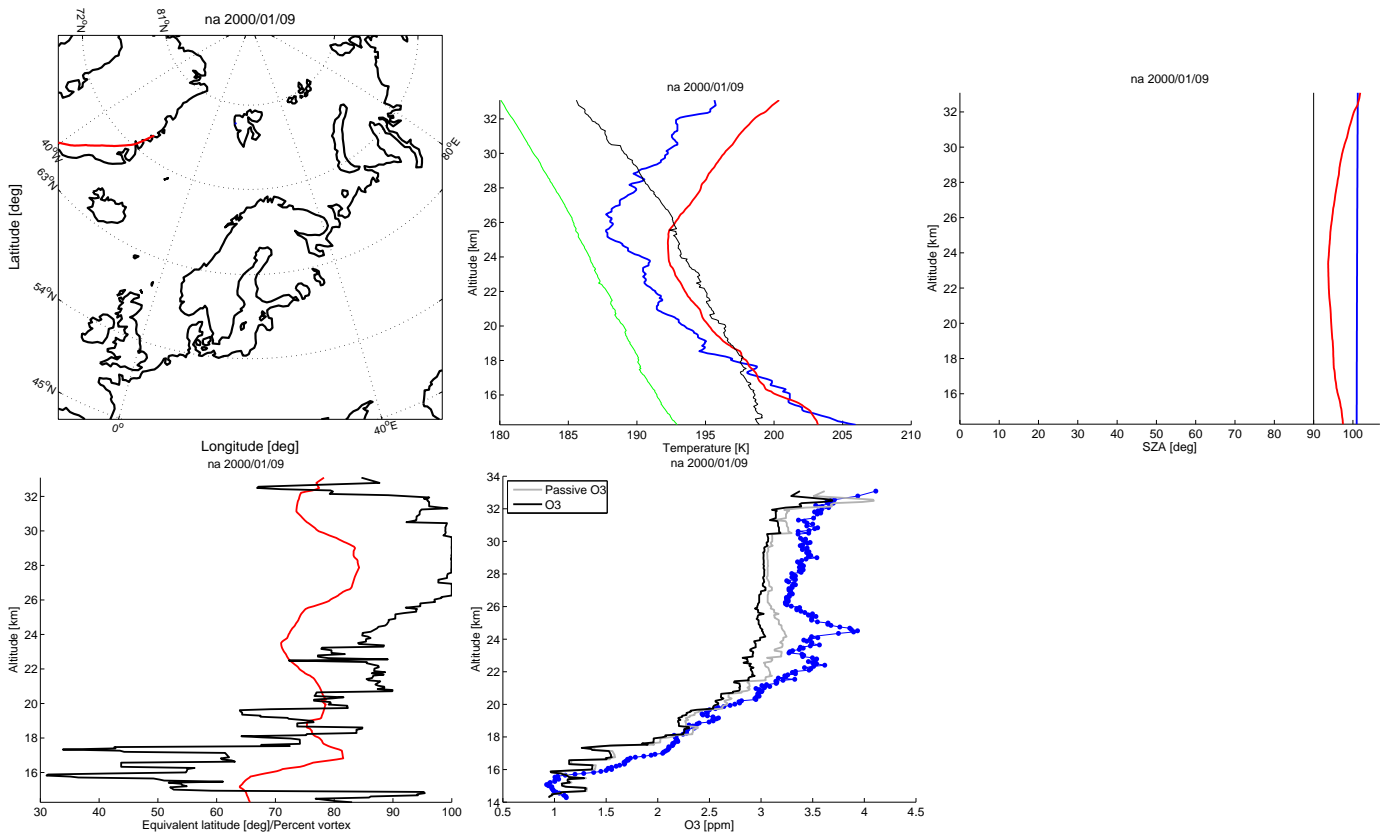 na 2000/01/09
72°N
81°N
40°W
63°N
54°N
45°N
0°
40°E
80°E
Latitude [deg]
Longitude [deg]
na 2000/01/09
32
30
28
26
24
22
20
18
16
180
185
190
195
200
205
210
Altitude [km]
Temperature [K]
na 2000/01/09
32
30
28
26
24
22
20
18
16
0
10
20
30
40
50
60
70
80
90
100
Altitude [km]
SZA [deg]
na 2000/01/09
32
30
28
26
24
22
20
18
16
30
40
50
60
70
80
90
100
Altitude [km]
Equivalent latitude [deg]/Percent vortex
na 2000/01/09
Passive O3
O3
34
32
30
28
26
24
22
20
18
16
14
0.5
1
1.5
2
2.5
3
3.5
4
4.5
Altitude [km]
O3 [ppm]